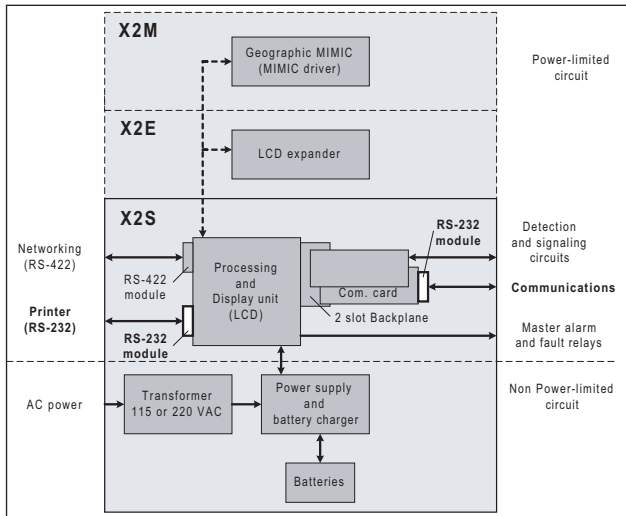 X2M
Geographic MIMIC
(MIMIC driver)
Power-limited
circuit
X2E
LCD expander
X2S
RS-232
module
Networking
(RS-422)
RS-422
module
Processing
and
Display unit
(LCD)
Com. card
2 slot Backplane
Detection
and signaling
circuits
Communications
Printer
(RS-232)
RS-232
module
Master alarm
and fault relays
AC power
Transformer
115 or 220 VAC
Power supply
and
battery charger
Non Power-limited
circuit
Batteries